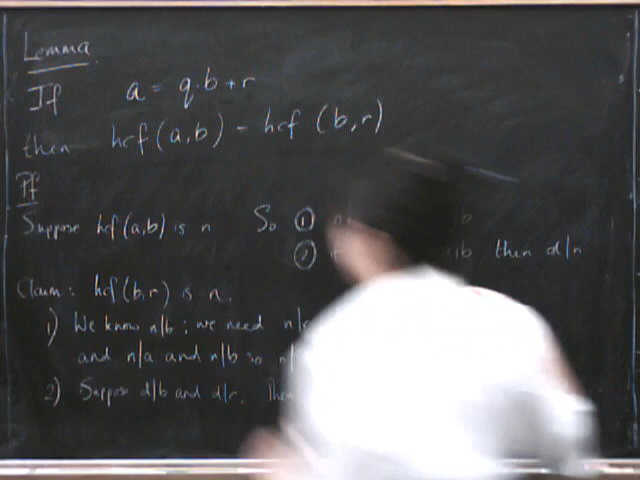 Lemma
If a = q.b + r
then hcf (a,b) = hcf (b,r)
Pf
Suppose hcf(a,b) is n So ① b
② b then d/n
Claim: hcf(b,r) is n.
1) We know n/b ; we need n/
and n/a and n/b so n/
2) Suppose d/b and d/r. Then